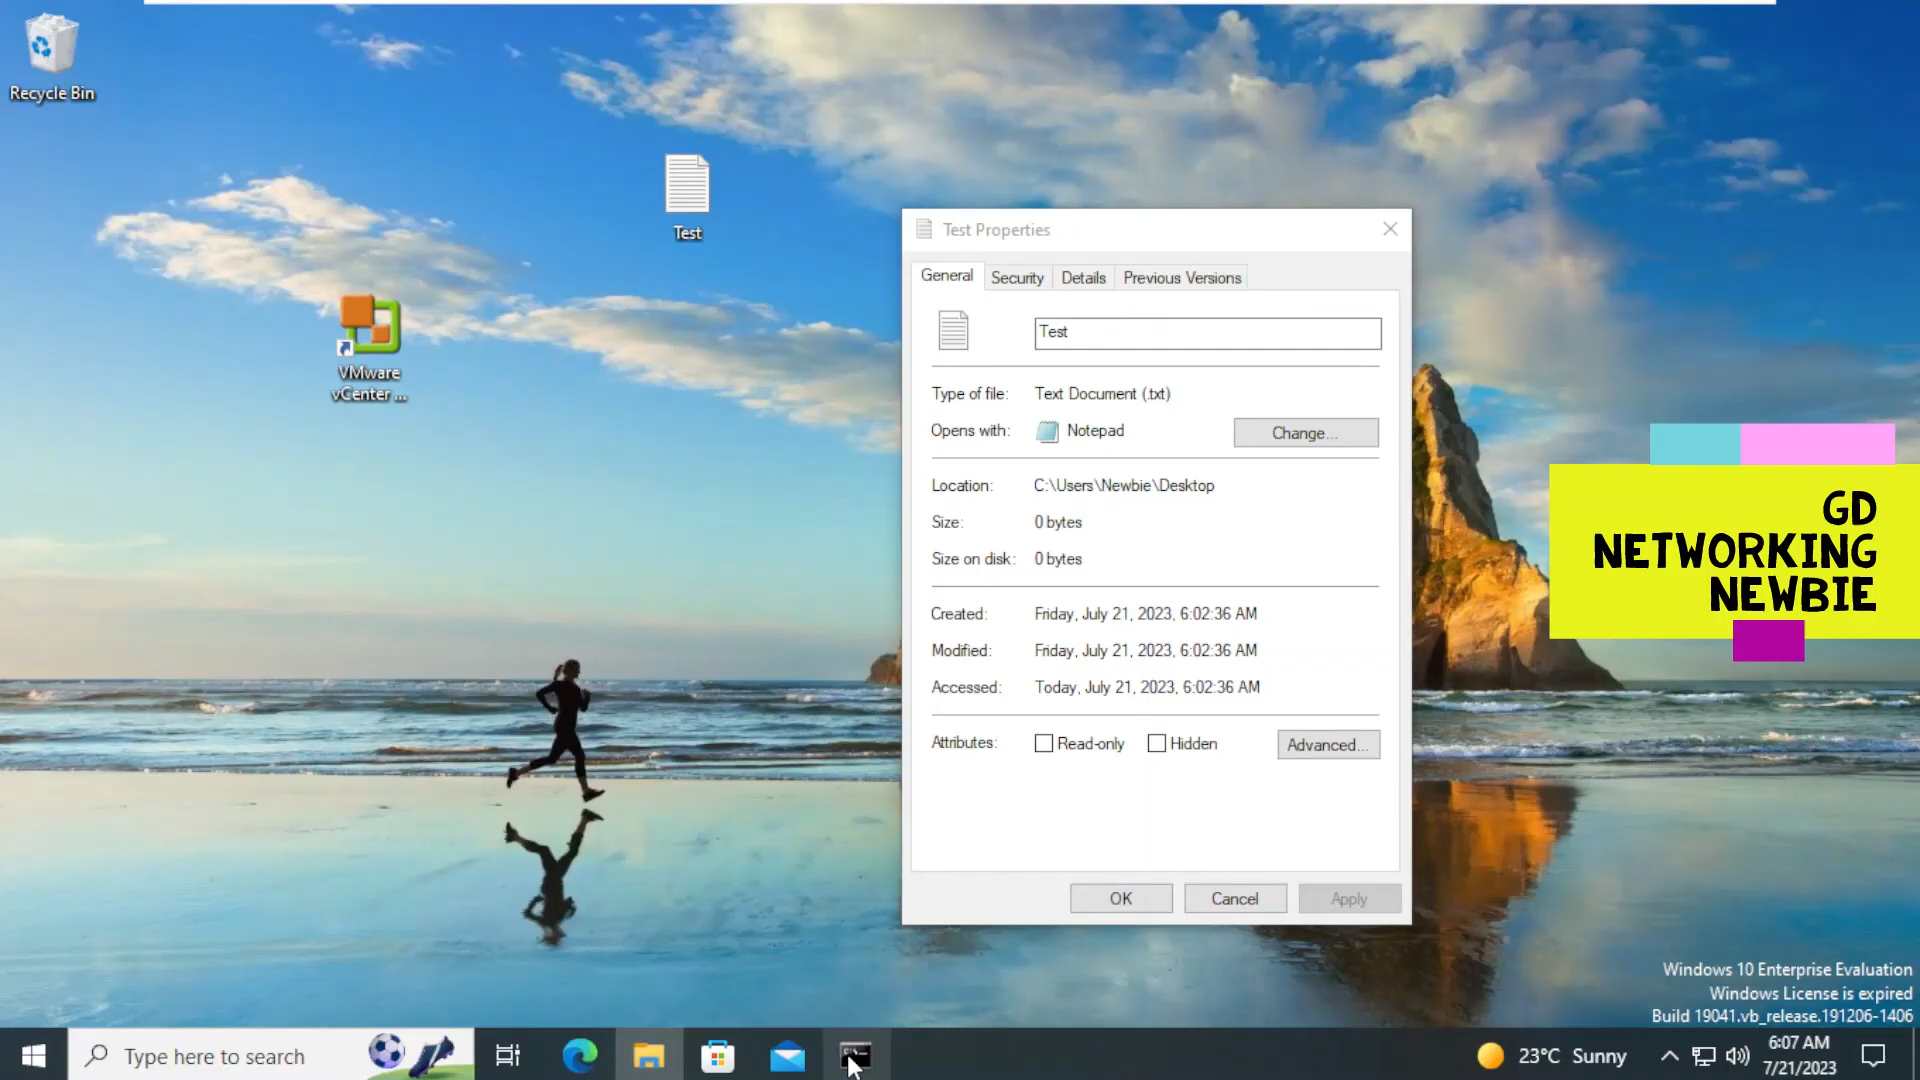 Recycle Bin
Test
VMware
vCenter ...
Test Properties
General
Security
Details
Previous Versions
Test
Type of file:
Text Document (.txt)
Opens with:
Notepad
Change...
Location:
C:\Users\Newbie\Desktop
Size:
0 bytes
Size on disk:
0 bytes
Created:
Friday, July 21, 2023, 6:02:36 AM
Modified:
Friday, July 21, 2023, 6:02:36 AM
Accessed:
Today, July 21, 2023, 6:02:36 AM
Attributes:
Read-only
Hidden
Advanced...
OK
Cancel
Apply
GD
NETWORKING
NEWBIE
Windows 10 Enterprise Evaluation
Windows License is expired
Build 19041.vb_release.191206-1406
Type here to search
23°C Sunny
6:07 AM
7/21/2023